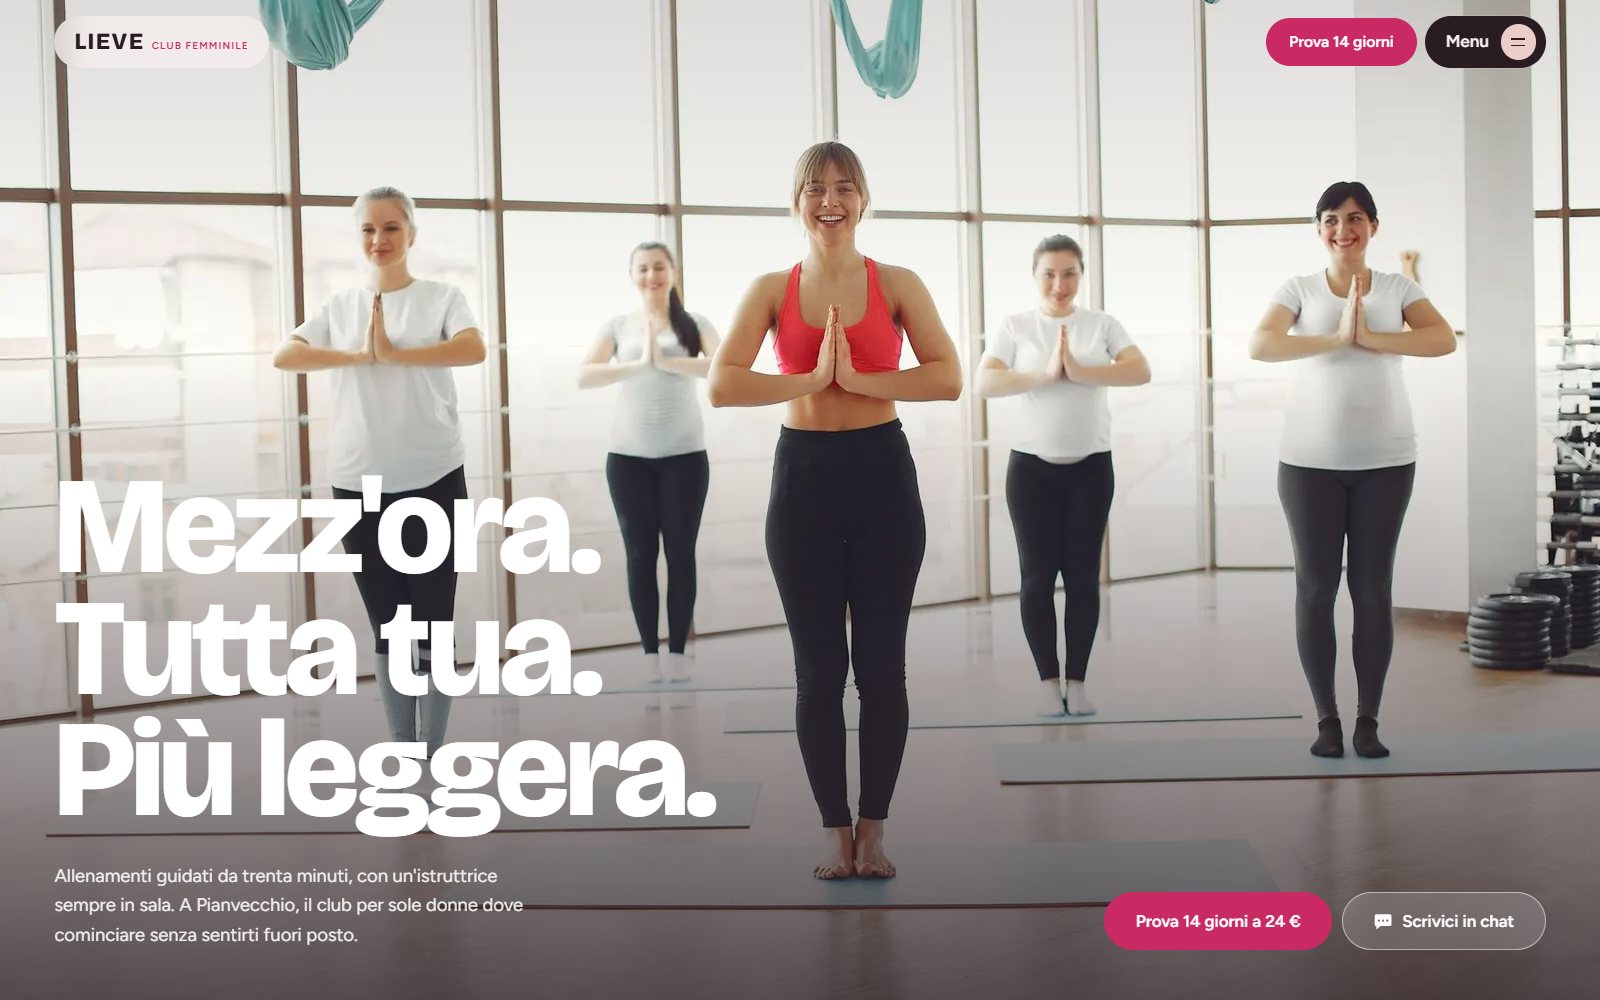 LIEVE CLUB FEMMINILE
Prova 14 giorni
Menu
Mezz'ora.
Tutta tua.
Più leggera.
Allenamenti guidati da trenta minuti, con un'istruttrice
sempre in sala. A Pianvecchio, il club per sole donne dove
cominciare senza sentirti fuori posto.
Prova 14 giorni a 24 €
Scrivici in chat